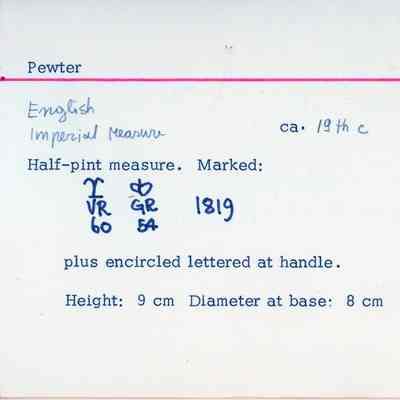 Pewter
English
Imperial Measure
ca. 19th c
Half-pint measure. Marked:
VR GR 1819
60 54
plus encircled lettered at handle.
Height: 9 cm Diameter at base: 8 cm